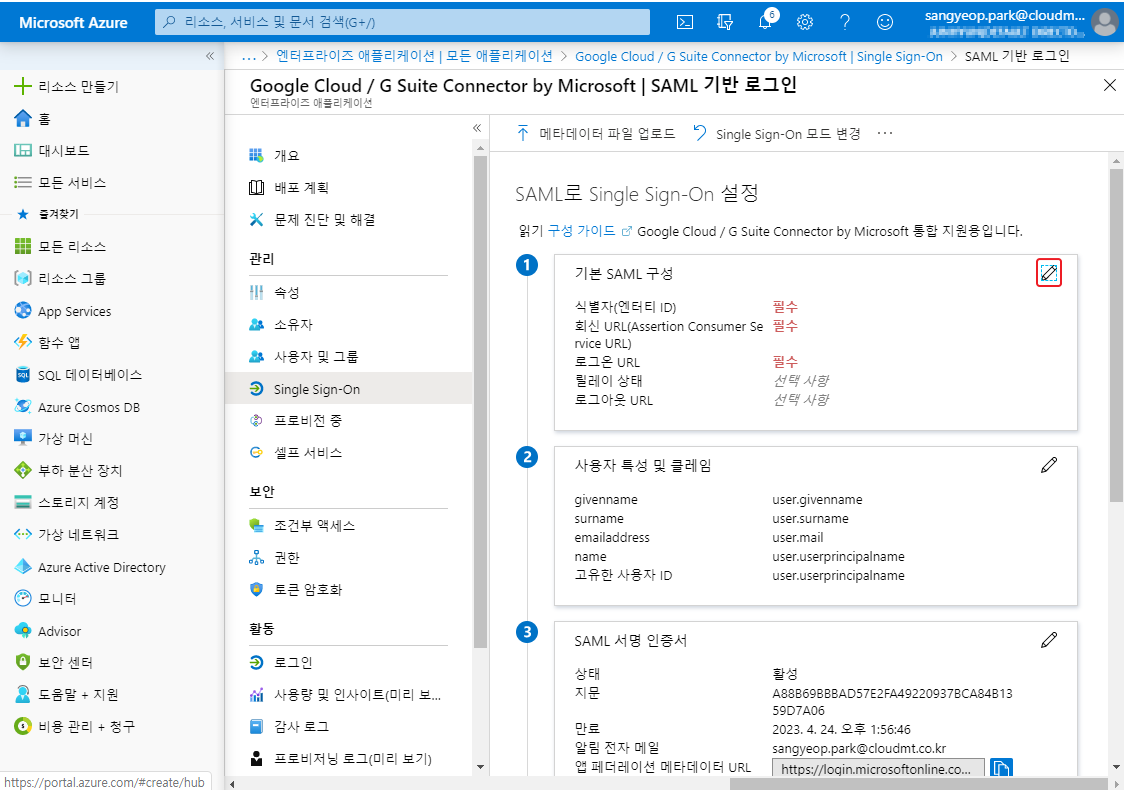 Microsoft Azure
리소스, 서비스 및 문서 검색(G+/)
6
sangyeop.park@cloudm...
리소스 만들기
홈
대시보드
모든 서비스
즐겨찾기
모든 리소스
리소스 그룹
App Services
함수 앱
SQL 데이터베이스
Azure Cosmos DB
가상 머신
부하 분산 장치
스토리지 계정
가상 네트워크
Azure Active Directory
모니터
Advisor
보안 센터
도움말 + 지원
비용 관리 + 청구
https://portal.azure.com/#create/hub
... > 엔터프라이즈 애플리케이션 | 모든 애플리케이션 > Google Cloud / G Suite Connector by Microsoft | Single Sign-On > SAML 기반 로그인
Google Cloud / G Suite Connector by Microsoft | SAML 기반 로그인
엔터프라이즈 애플리케이션
개요
배포 계획
문제 진단 및 해결
관리
속성
소유자
사용자 및 그룹
Single Sign-On
프로비전 중
셀프 서비스
보안
조건부 액세스
권한
토큰 암호화
활동
로그인
사용량 및 인사이트(미리 보...
감사 로그
프로비저닝 로그(미리 보기)
메타데이터 파일 업로드
Single Sign-On 모드 변경
...
SAML로 Single Sign-On 설정
읽기 구성 가이드 Google Cloud / G Suite Connector by Microsoft 통합 지원용입니다.
1
기본 SAML 구성
식별자(엔터티 ID) 필수
회신 URL(Assertion Consumer Se 필수
rvice URL)
로그온 URL 필수
릴레이 상태 선택 사항
로그아웃 URL 선택 사항
2
사용자 특성 및 클레임
givenname user.givenname
surname user.surname
emailaddress user.mail
name user.userprincipalname
고유한 사용자 ID user.userprincipalname
3
SAML 서명 인증서
상태 활성
지문 A88B69BBBAD57E2FA49220937BCA84B13
59D7A06
만료 2023. 4. 24. 오후 1:56:46
알림 전자 메일 sangyeop.park@cloudmt.co.kr
앱 페더레이션 메타데이터 URL https://login.microsoftonline.co...